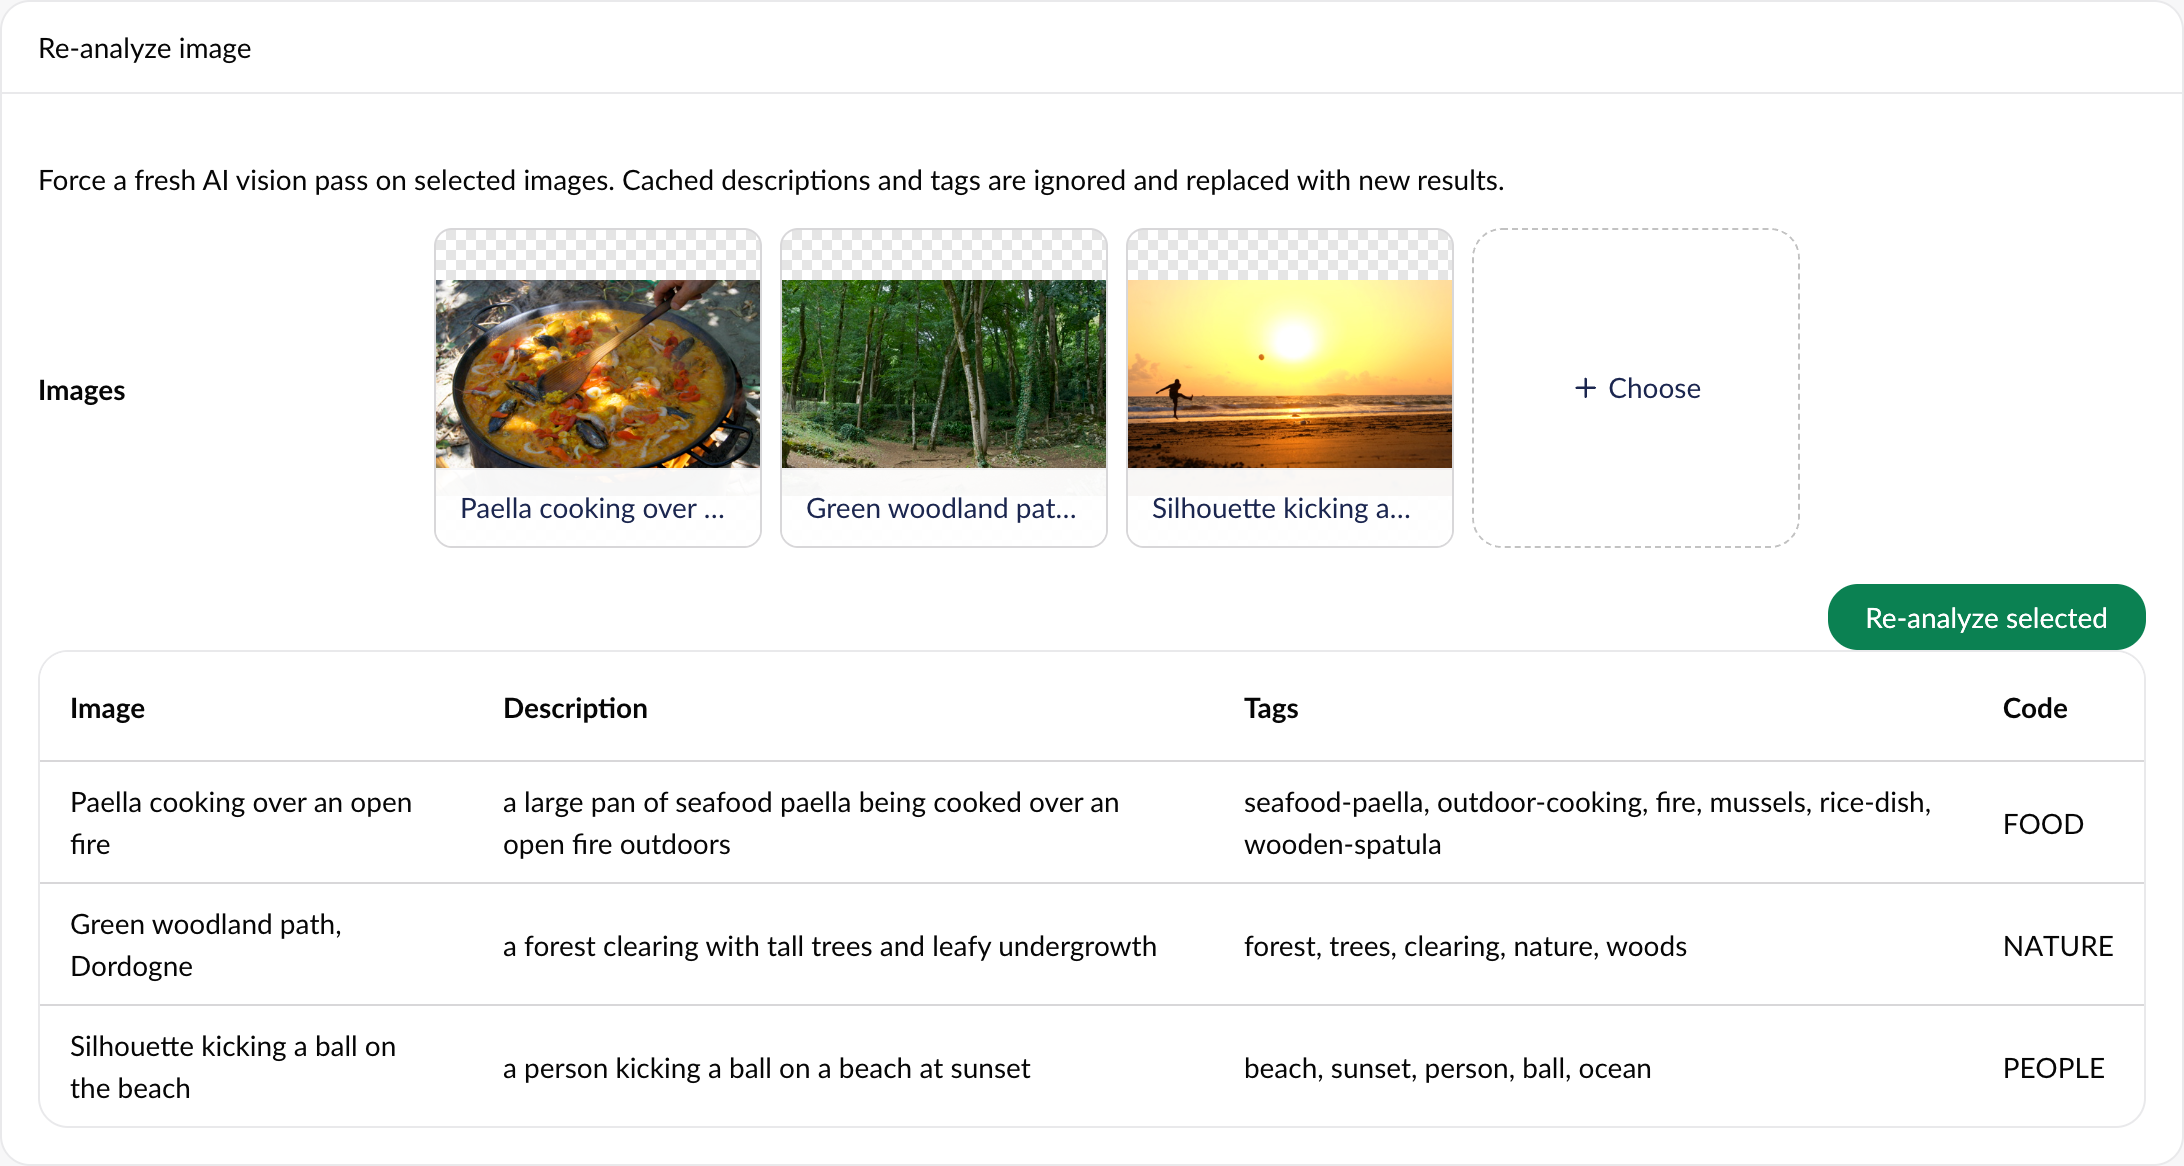 Re-analyze image
Force a fresh AI vision pass on selected images. Cached descriptions and tags are ignored and replaced with new results.
Images
Paella cooking over ...
Green woodland pat...
Silhouette kicking a...
+ Choose
Re-analyze selected
Image Description Tags Code
Paella cooking over an open
fire
a large pan of seafood paella being cooked over an
open fire outdoors
seafood-paella, outdoor-cooking, fire, mussels, rice-dish,
wooden-spatula
FOOD
Green woodland path,
Dordogne
a forest clearing with tall trees and leafy undergrowth
forest, trees, clearing, nature, woods
NATURE
Silhouette kicking a ball on
the beach
a person kicking a ball on a beach at sunset
beach, sunset, person, ball, ocean
PEOPLE